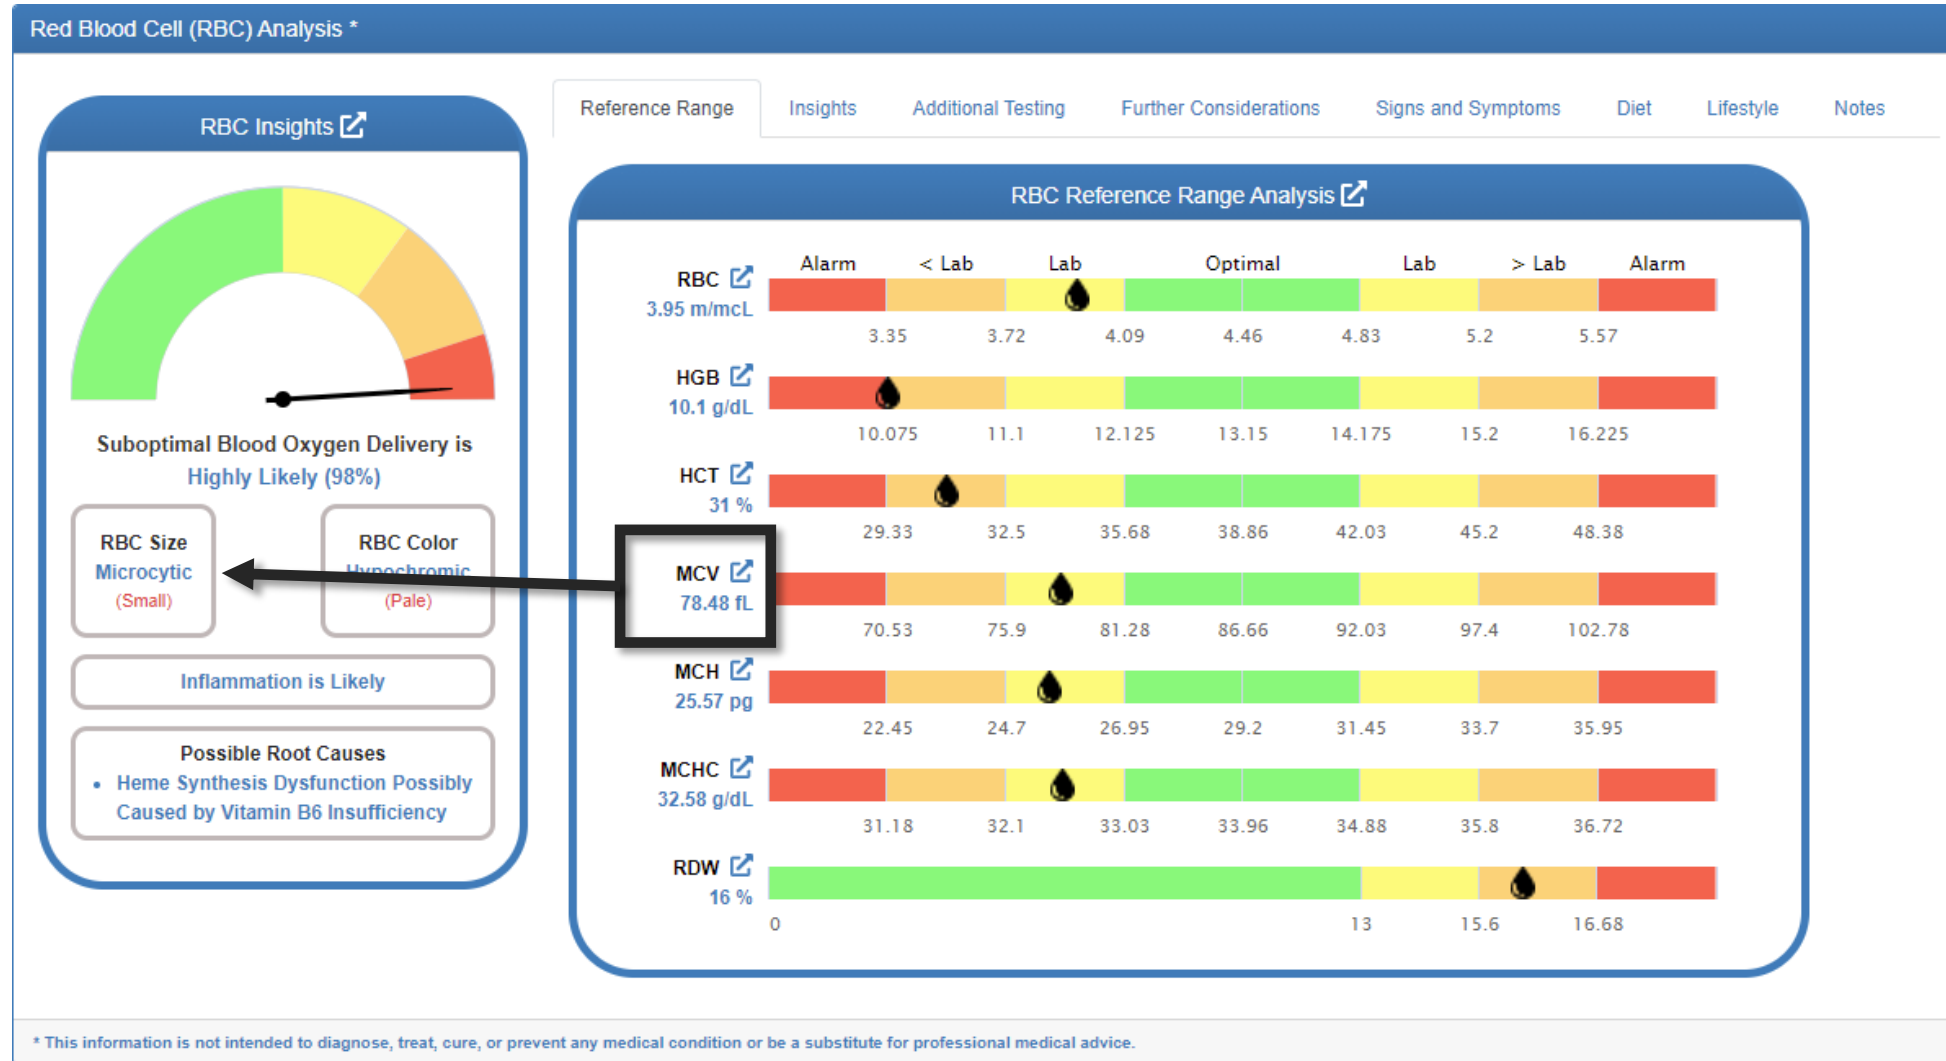 Red Blood Cell (RBC) Analysis *
RBC Insights
Suboptimal Blood Oxygen Delivery is
Highly Likely (98%)
RBC Size
Microcytic
(Small)
RBC Color
Hypochromic
(Pale)
Inflammation is Likely
Possible Root Causes
• Heme Synthesis Dysfunction Possibly
Caused by Vitamin B6 Insufficiency
Reference Range Insights Additional Testing Further Considerations Signs and Symptoms Diet Lifestyle Notes
RBC Reference Range Analysis
Alarm < Lab Lab Optimal Lab > Lab Alarm
RBC
3.95 m/mcL
3.35 3.72 4.09 4.46 4.83 5.2 5.57
HGB
10.1 g/dL
10.075 11.1 12.125 13.15 14.175 15.2 16.225
HCT
31 %
29.33 32.5 35.68 38.86 42.03 45.2 48.38
MCV
78.48 fL
70.53 75.9 81.28 86.66 92.03 97.4 102.78
MCH
25.57 pg
22.45 24.7 26.95 29.2 31.45 33.7 35.95
MCHC
32.58 g/dL
31.18 32.1 33.03 33.96 34.88 35.8 36.72
RDW
16 %
0 13 15.6 16.68
* This information is not intended to diagnose, treat, cure, or prevent any medical condition or be a substitute for professional medical advice.